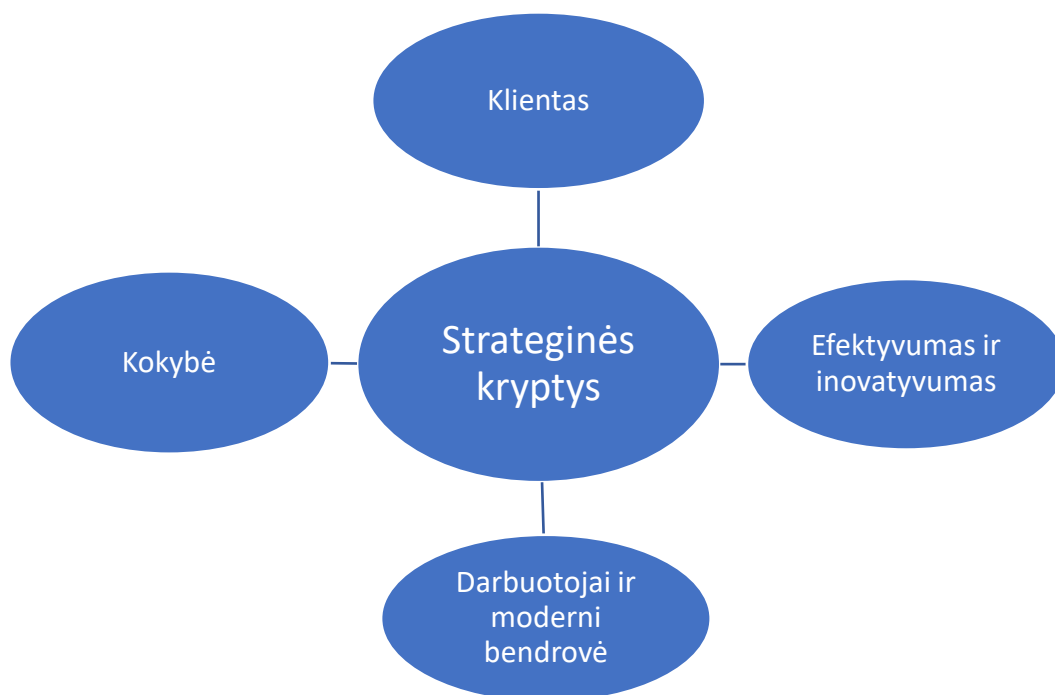 Klientas
Kokybė
Strateginės
kryptys
Efektyvumas ir
inovatyvumas
Darbuotojai ir
moderni
bendrovė